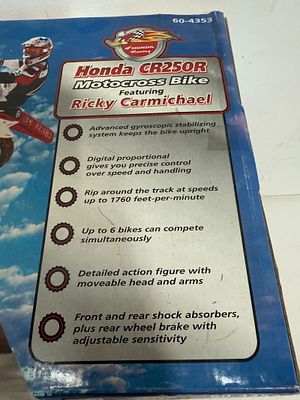 60-4353
HONDA
Racing
Honda CR250R
Motocross Bike
Featuring
Ricky Carmichael
Advanced gyroscopic stabilizing
system keeps the bike upright
Digital proportional
gives you precise control
over speed and handling
Rip around the track at speeds
up to 1760 feet-per-minute
Up to 6 bikes can compete
simultaneously
Detailed action figure with
moveable head and arms
Front and rear shock absorbers,
plus rear wheel brake with
adjustable sensitivity